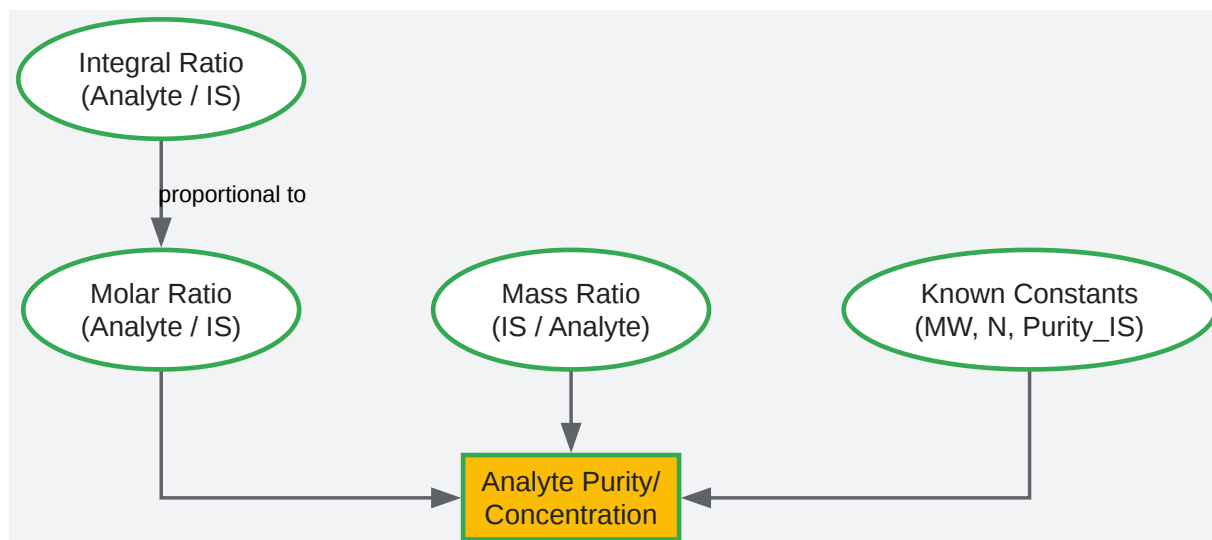 Integral Ratio
(Analyte / IS)
proportional to
Molar Ratio
(Analyte / IS)
Mass Ratio
(IS / Analyte)
Known Constants
(MW, N, Purity_IS)
Analyte Purity/
Concentration